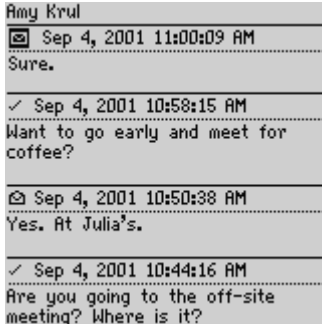 Amy Krul
Sep 4, 2001 11:00:09 AM
Sure.
✓ Sep 4, 2001 10:58:15 AM
Want to go early and meet for
coffee?
Sep 4, 2001 10:50:38 AM
Yes. At Julia's.
✓ Sep 4, 2001 10:44:16 AM
Are you going to the off-site
meeting? Where is it?